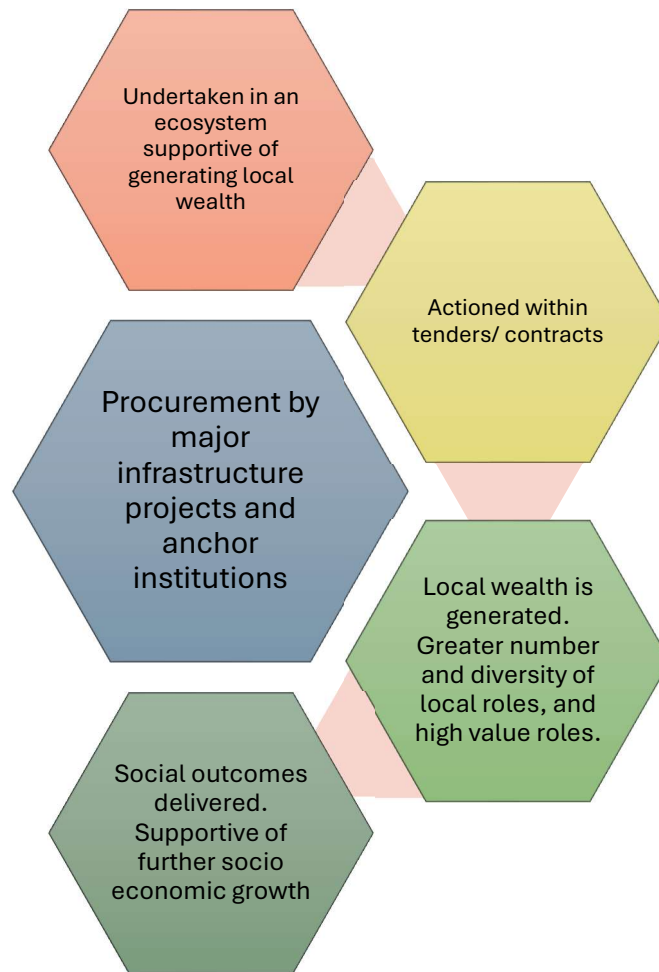 Undertaken in an
ecosystem
supportive of
generating local
wealth
Actioned within
tenders/ contracts
Procurement by
major
infrastructure
projects and
anchor
institutions
Local wealth is
generated.
Greater number
and diversity of
local roles, and
high value roles.
Social outcomes
delivered.
Supportive of
further socio
economic growth